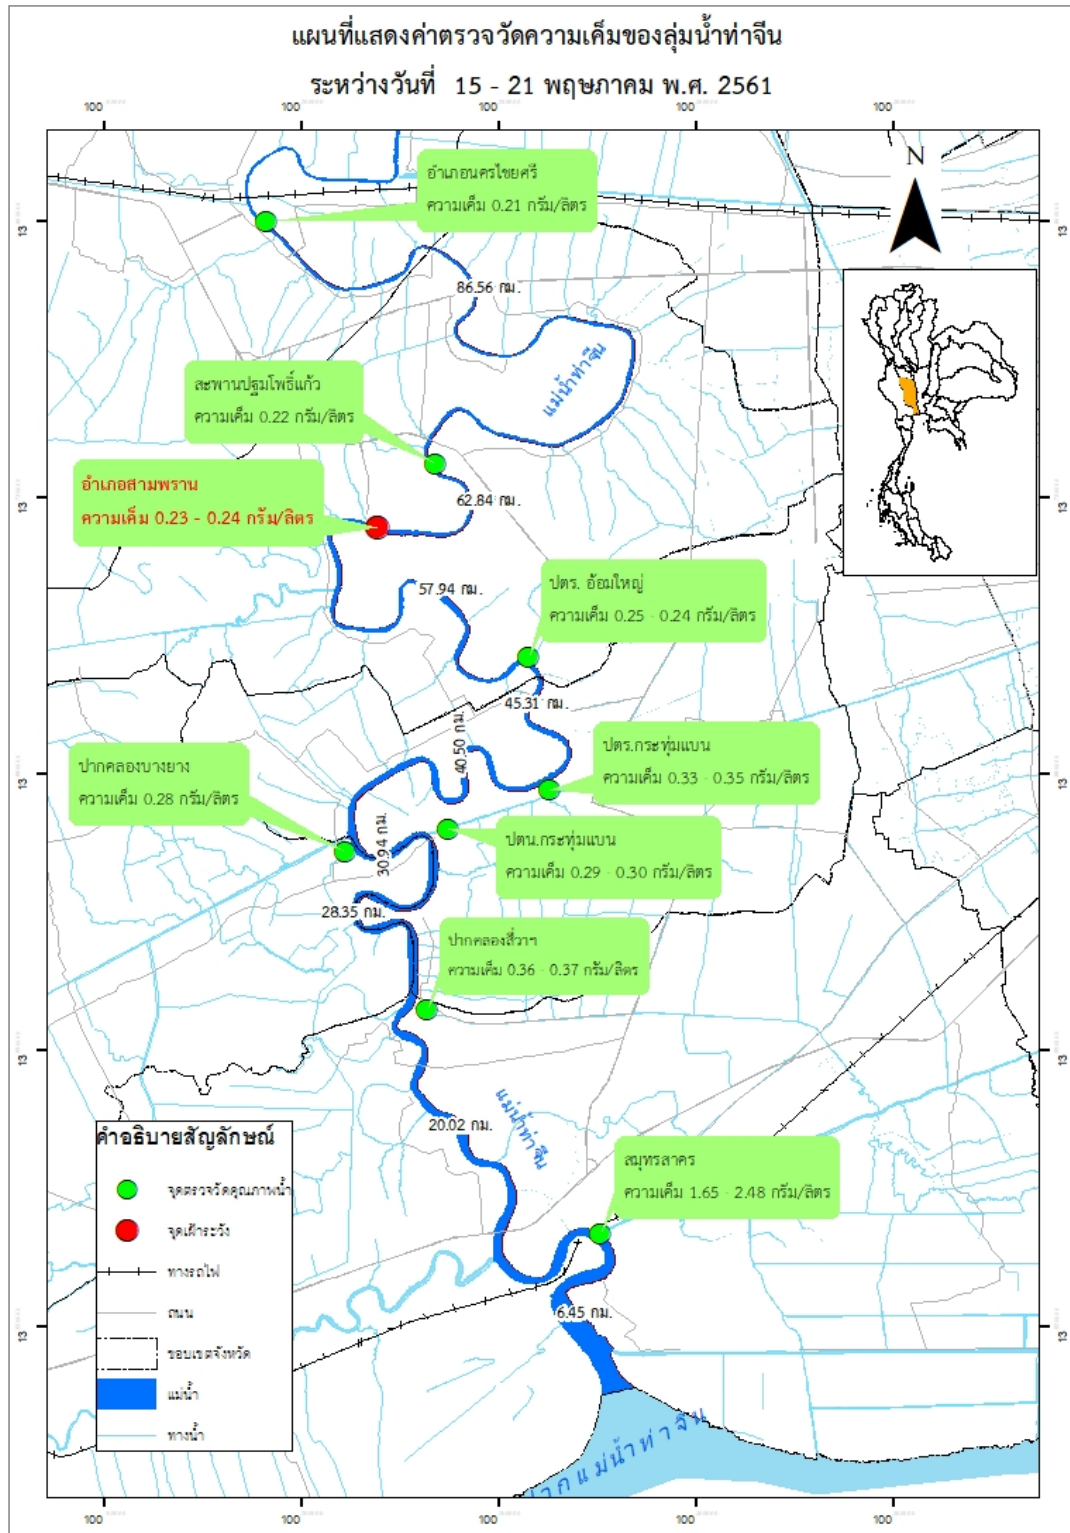 แผนที่แสดงค่าตรวจวัดความเค็มของลุ่มน้ำท่าจีน
ระหว่างวันที่ 15 - 21 พฤษภาคม พ.ศ. 2561
100 100 100 100 100
N
อำเภอนครไชยศรี
ความเค็ม 0.21 กรัม/ลิตร
13 13
86.56 กม.
แม่น้ำท่าจีน
สะพานปฐมโพธิ์แก้ว
ความเค็ม 0.22 กรัม/ลิตร
อำเภอสามพราน
ความเค็ม 0.23 - 0.24 กรัม/ลิตร
62.84 กม.
13 13
57.94 กม.
ปตร. อ้อมใหญ่
ความเค็ม 0.25 - 0.24 กรัม/ลิตร
45.31 กม.
40.50 กม.
ปตร.กระทุ่มแบน
ความเค็ม 0.33 - 0.35 กรัม/ลิตร
ปากคลองบางยาง
ความเค็ม 0.28 กรัม/ลิตร
13 13
30.94 กม.
ปตน.กระทุ่มแบน
ความเค็ม 0.29 - 0.30 กรัม/ลิตร
28.35 กม.
ปากคลองสี่วาฯ
ความเค็ม 0.36 - 0.37 กรัม/ลิตร
13 13
แม่น้ำท่าจีน
20.02 กม.
สมุทรสาคร
ความเค็ม 1.65 - 2.48 กรัม/ลิตร
6.45 กม.
13 13
คำอธิบายสัญลักษณ์
จุดตรวจวัดคุณภาพน้ำ
จุดเฝ้าระวัง
ทางรถไฟ
ถนน
ขอบเขตจังหวัด
แม่น้ำ
ทางน้ำ
ปากแม่น้ำท่าจีน
100 100 100 100 100